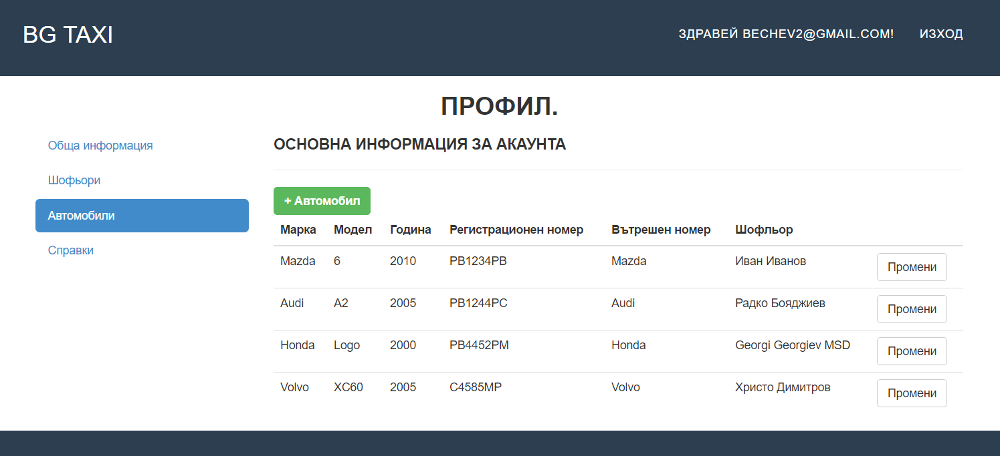 BG TAXI
ЗДРАВЕЙ BECHEV2@GMAIL.COM! ИЗХОД
ПРОФИЛ.
Обща информация
Шофьори
Автомобили
Справки
ОСНОВНА ИНФОРМАЦИЯ ЗА АКАУНТА
+ Автомобил
Марка Модел Година Регистрационен номер Вътрешен номер Шофльор
Mazda 6 2010 PB1234PB Mazda Иван Иванов Промени
Audi A2 2005 PB1244PC Audi Радко Бояджиев Промени
Honda Logo 2000 PB4452PM Honda Georgi Georgiev MSD Промени
Volvo XC60 2005 C4585MP Volvo Христо Димитров Промени